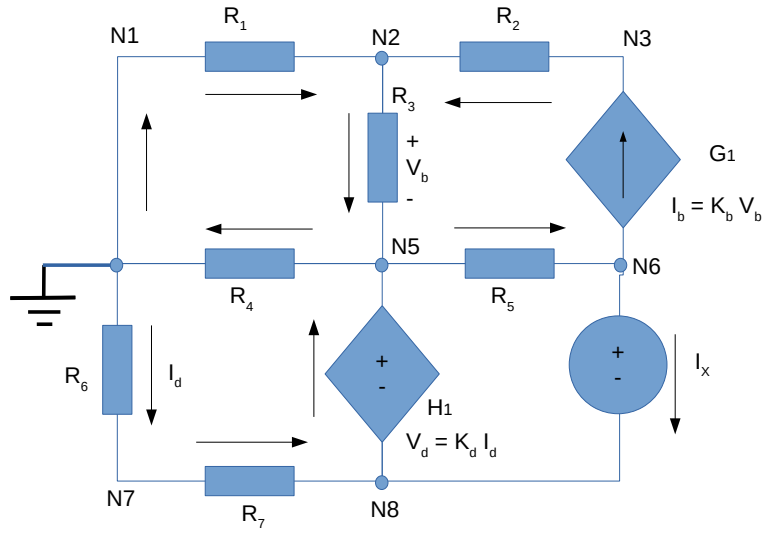 N1
R1
N2
R2
N3
R3
+
Vb
-
G1
Ib = Kb Vb
N5
N6
R4
R5
R6
Id
+
-
H1
Vd = Kd Id
+
-
IX
N7
R7
N8